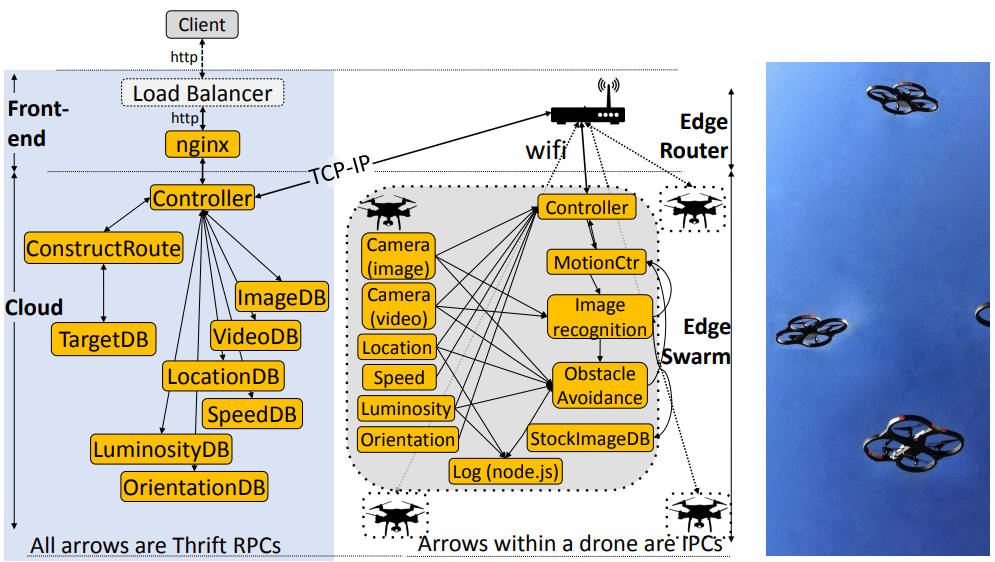 Client
http
Load Balancer
http
Front-
end
nginx
TCP-IP
wifi
Edge
Router
Controller
ConstructRoute
Cloud
TargetDB
ImageDB
VideoDB
LocationDB
SpeedDB
LuminosityDB
OrientationDB
All arrows are Thrift RPCs
Controller
Camera
(image)
MotionCtr
Camera
(video)
Image
recognition
Edge
Swarm
Location
Speed
Obstacle
Avoidance
Luminosity
Orientation
StockImageDB
Log (node.js)
Arrows within a drone are IPCs